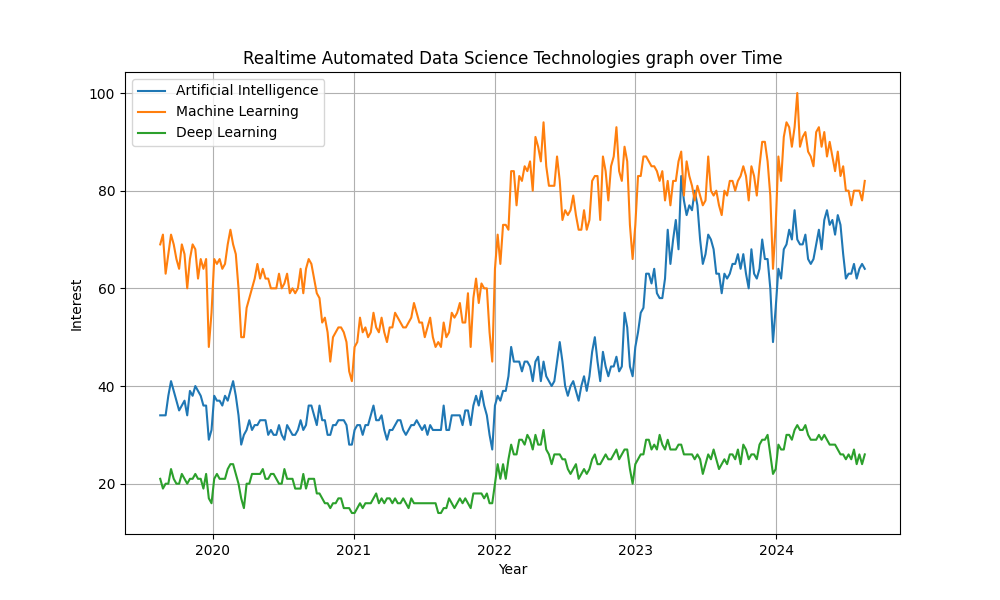 Realtime Automated Data Science Technologies graph over Time
Artificial Intelligence
Machine Learning
Deep Learning
100
80
60
40
20
Interest
2020 2021 2022 2023 2024
Year